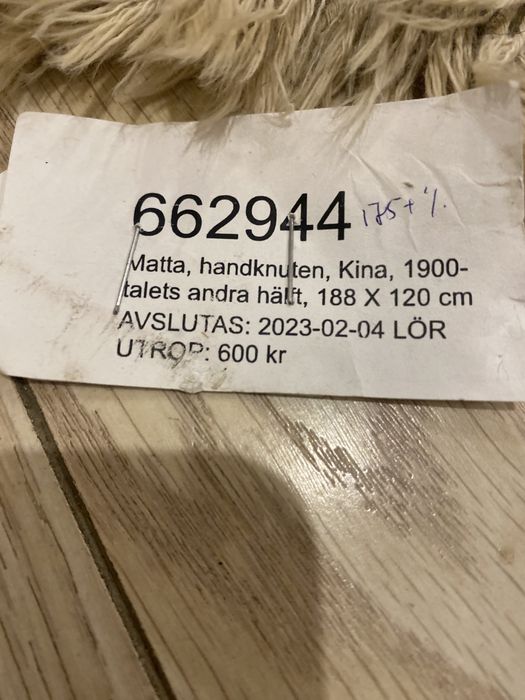 662944 175 + %
Matta, handknuten, Kina, 1900-
talets andra hälft, 188 X 120 cm
AVSLUTAS: 2023-02-04 LÖR
UTROP: 600 kr